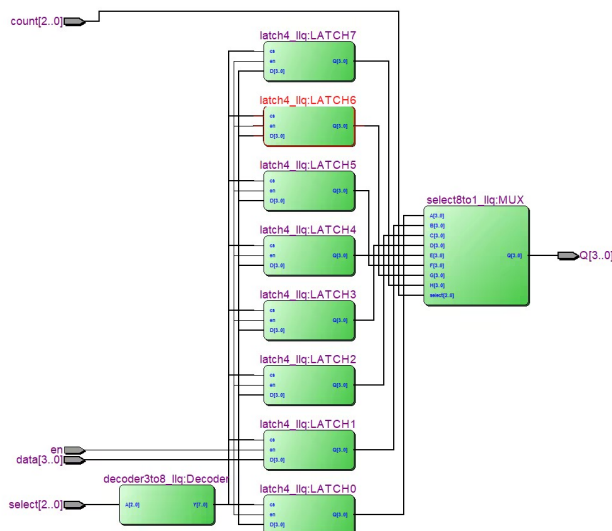 count[2..0]
latch4_llq:LATCH7
cs
en
D[3..0]
Q[3..0]
latch4_llq:LATCH6
cs
en
D[3..0]
Q[3..0]
latch4_llq:LATCH5
cs
en
D[3..0]
Q[3..0]
latch4_llq:LATCH4
cs
en
D[3..0]
Q[3..0]
latch4_llq:LATCH3
cs
en
D[3..0]
Q[3..0]
latch4_llq:LATCH2
cs
en
D[3..0]
Q[3..0]
latch4_llq:LATCH1
cs
en
D[3..0]
Q[3..0]
latch4_llq:LATCH0
cs
en
D[3..0]
Q[3..0]
select8to1_llq:MUX
A[3..0]
B[3..0]
C[3..0]
D[3..0]
E[3..0]
F[3..0]
G[3..0]
H[3..0]
select[2..0]
Q[3..0]
Q[3..0]
en
data[3..0]
select[2..0]
decoder3to8_llq:Decoder
A[2..0]
Y[7..0]